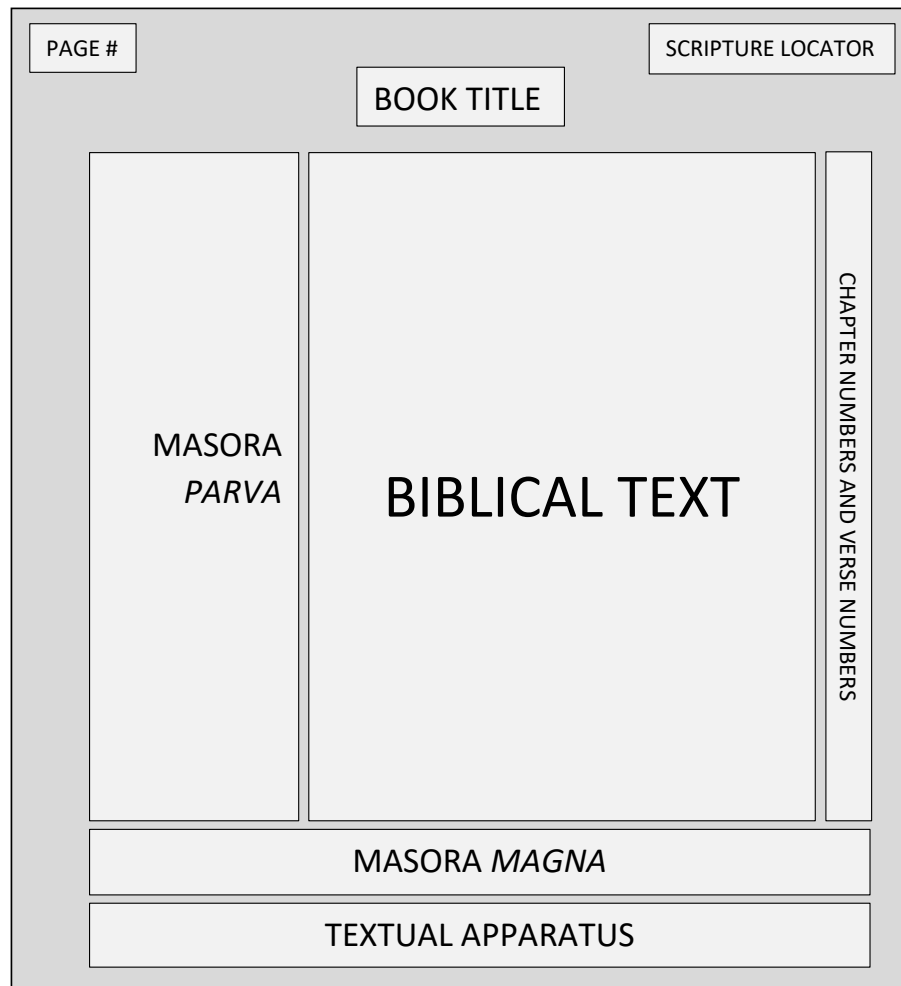 PAGE #
SCRIPTURE LOCATOR
BOOK TITLE
MASORA
PARVA
BIBLICAL TEXT
CHAPTER NUMBERS AND VERSE NUMBERS
MASORA MAGNA
TEXTUAL APPARATUS